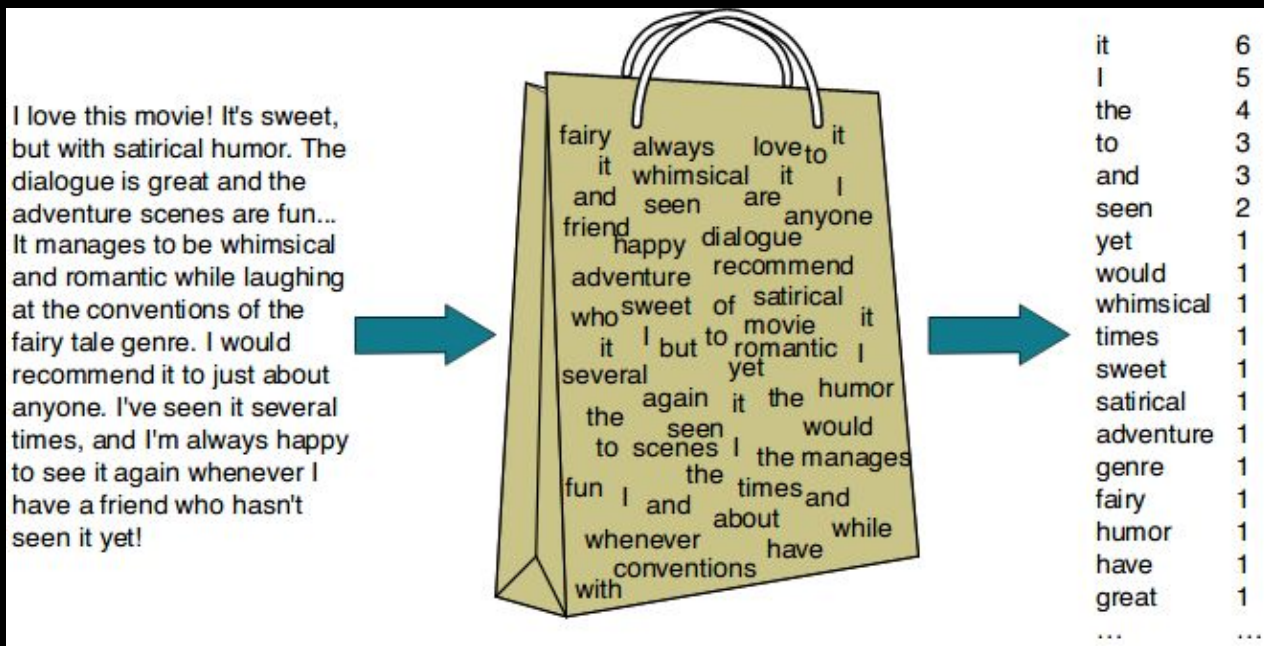 I love this movie! It's sweet,
but with satirical humor. The
dialogue is great and the
adventure scenes are fun...
It manages to be whimsical
and romantic while laughing
at the conventions of the
fairy tale genre. I would
recommend it to just about
anyone. I've seen it several
times, and I'm always happy
to see it again whenever I
have a friend who hasn't
seen it yet!
fairy always love to it
it whimsical it I
and seen are anyone
friend happy dialogue
adventure recommend
who sweet of satirical
it I but to movie it
romantic I
several yet
again it the humor
the seen would
to scenes I the manages
the
fun I and times and
about
whenever have while
conventions
with
it 6
I 5
the 4
to 3
and 3
seen 2
yet 1
would 1
whimsical 1
times 1
sweet 1
satirical 1
adventure 1
genre 1
fairy 1
humor 1
have 1
great 1
... ...